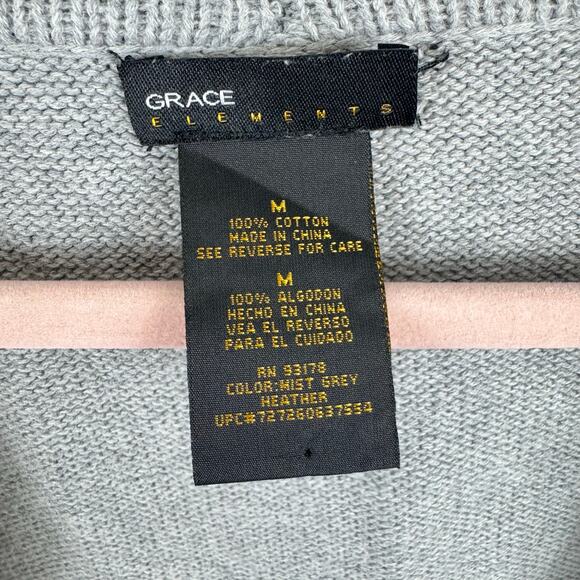 GRACE
ELEMENTS
M
100% COTTON
MADE IN CHINA
SEE REVERSE FOR CARE
M
100% ALGODON
HECHO EN CHINA
VEA EL REVERSO
PARA EL CUIDADO
RN 93178
COLOR:MIST GREY
HEATHER
UPC#727260637554